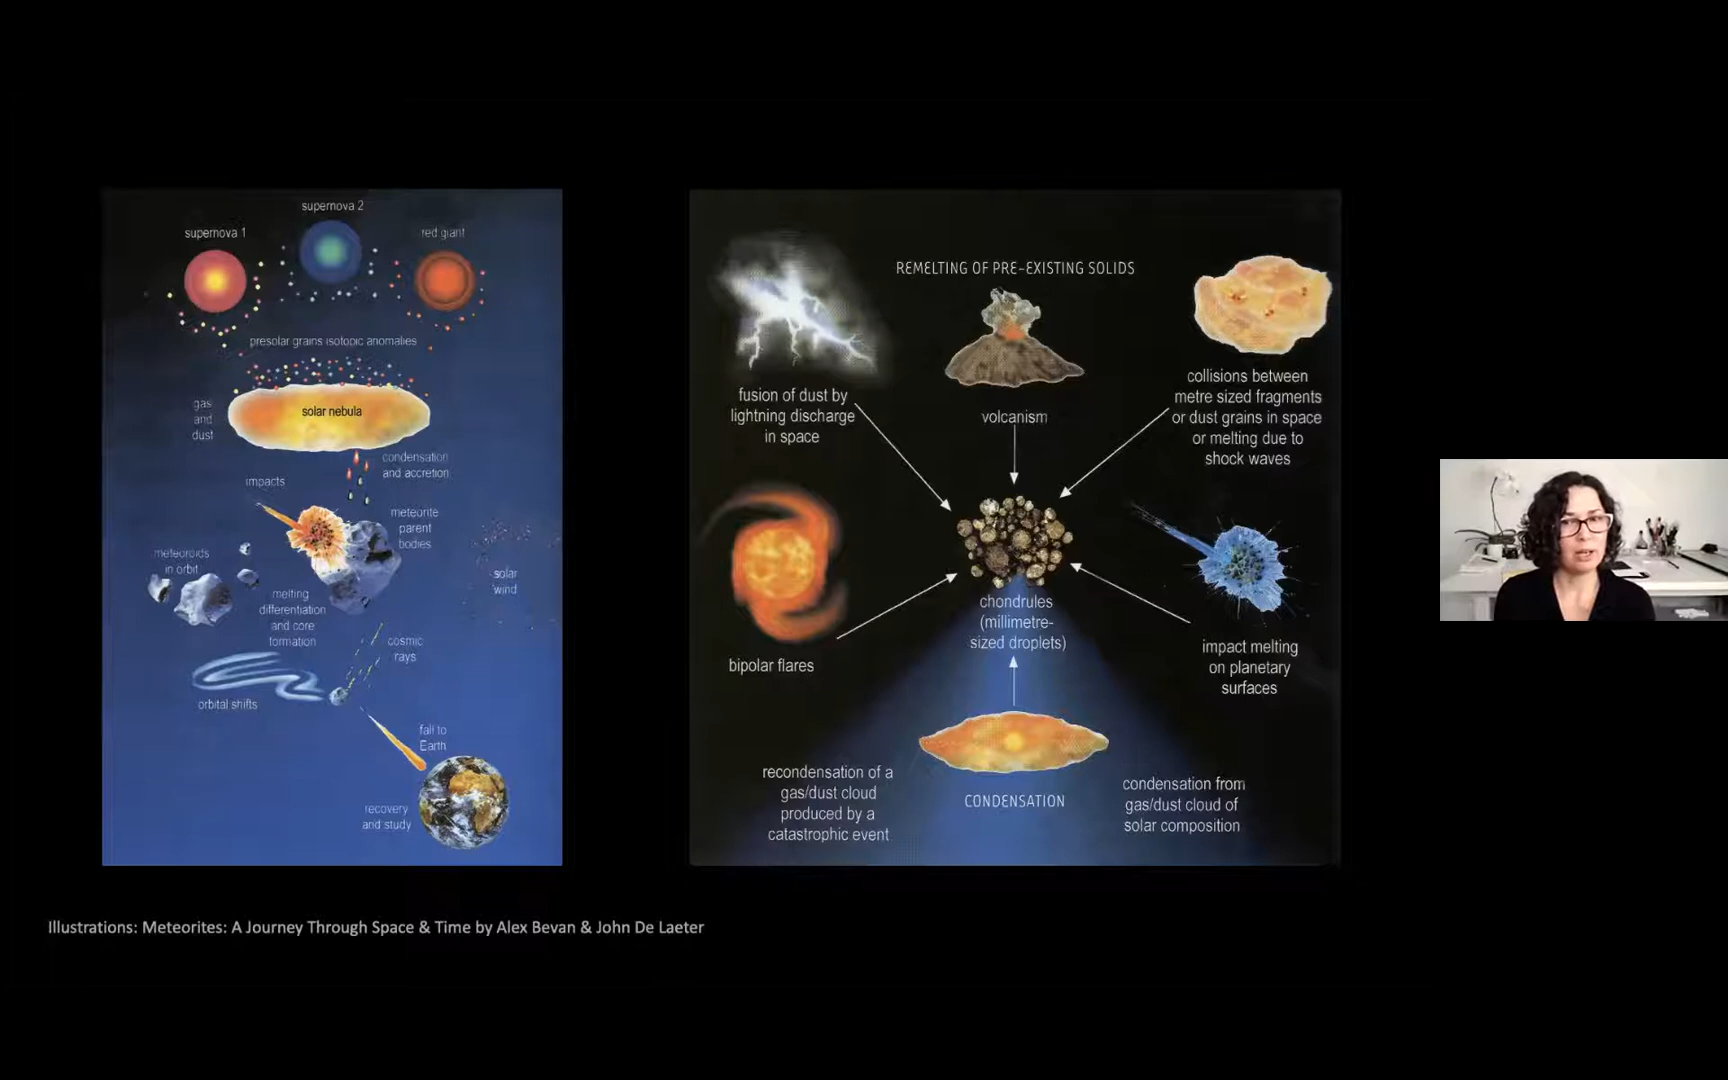 supernova 2
supernova 1
red giant
presolar grains isotopic anomalies
gas
and
dust
solar nebula
condensation
and accretion
impacts
meteorite
parent
bodies
meteoroids
in orbit
solar
wind
melting
differentiation
and core
formation
cosmic
rays
orbital shifts
fall to
Earth
recovery
and study
REMELTING OF PRE-EXISTING SOLIDS
fusion of dust by
lightning discharge
in space
volcanism
collisions between
metre sized fragments
or dust grains in space
or melting due to
shock waves
bipolar flares
chondrules
(millimetre-
sized droplets)
impact melting
on planetary
surfaces
recondensation of a
gas/dust cloud
produced by a
catastrophic event
CONDENSATION
condensation from
gas/dust cloud of
solar composition
Illustrations: Meteorites: A Journey Through Space & Time by Alex Bevan & John De Laeter